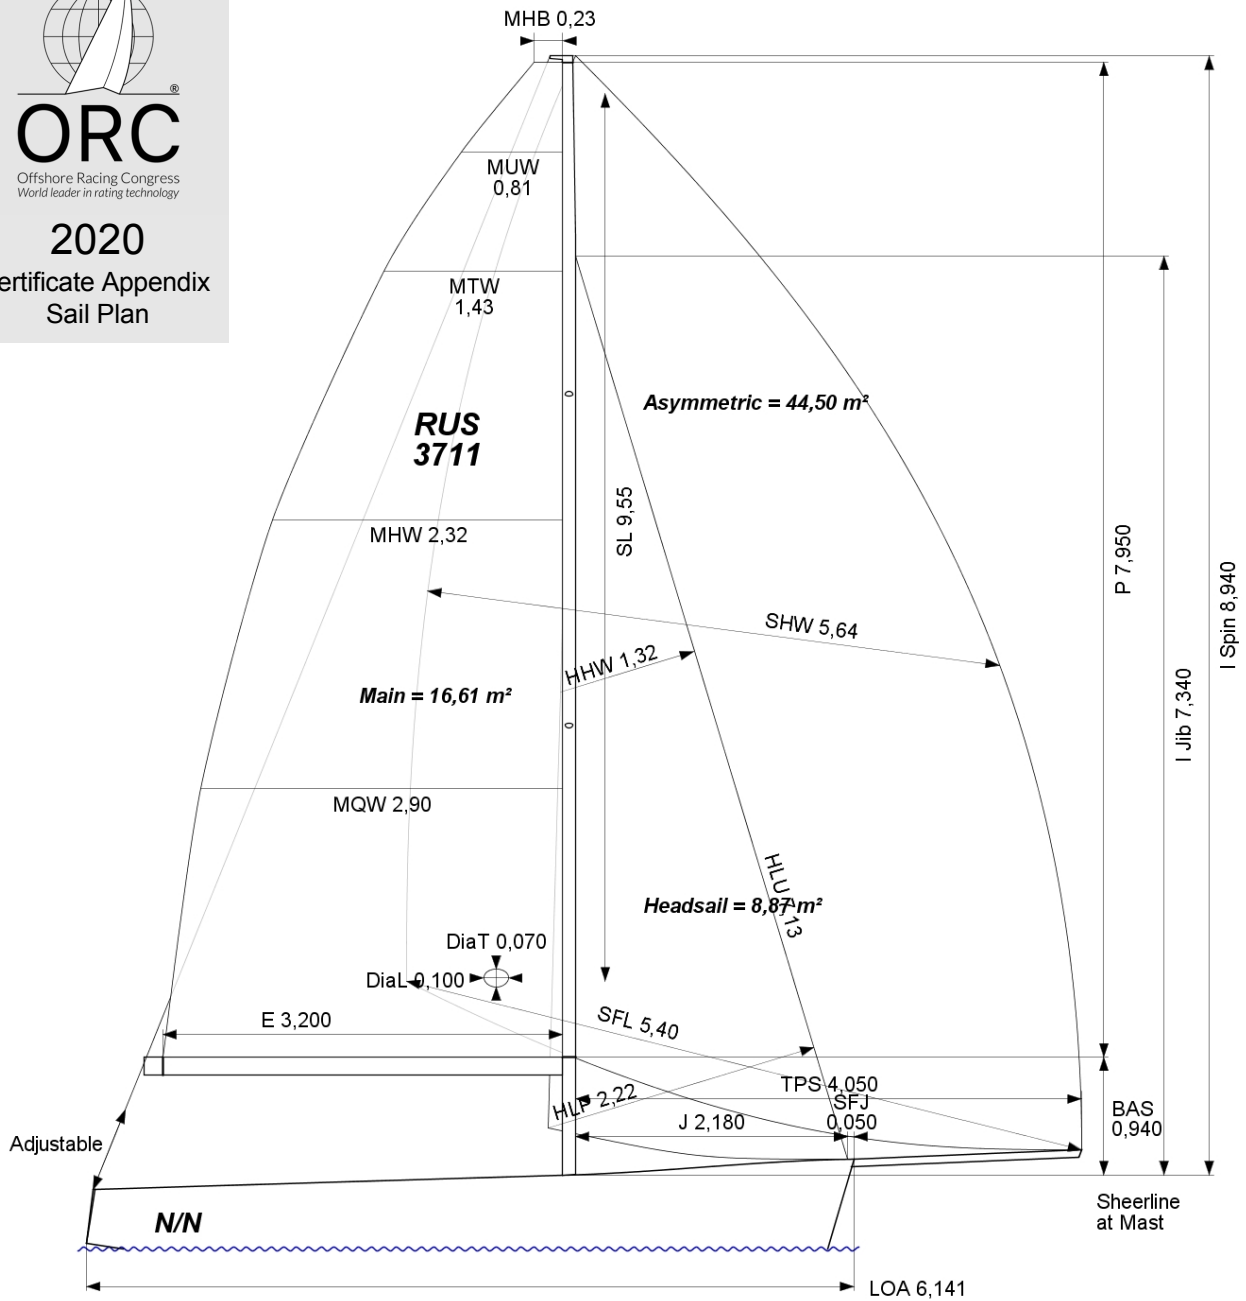 MHB 0,23
®
ORC
Offshore Racing Congress
World leader in rating technology
2020
ertificate Appendix
Sail Plan
MUW
0,81
MTW
1,43
RUS
3711
Asymmetric = 44,50 m²
MHW 2,32
SL 9,55
P 7,950
I Spin 8,940
SHW 5,64
HHW 1,32
Main = 16,61 m²
I Jib 7,340
MQW 2,90
HLU 7,13
Headsail = 8,87 m²
DiaT 0,070
DiaL 0,100
E 3,200
SFL 5,40
TPS 4,050
HLP 2,22
SFJ
0,050
J 2,180
BAS
0,940
Adjustable
Sheerline
at Mast
N/N
LOA 6,141